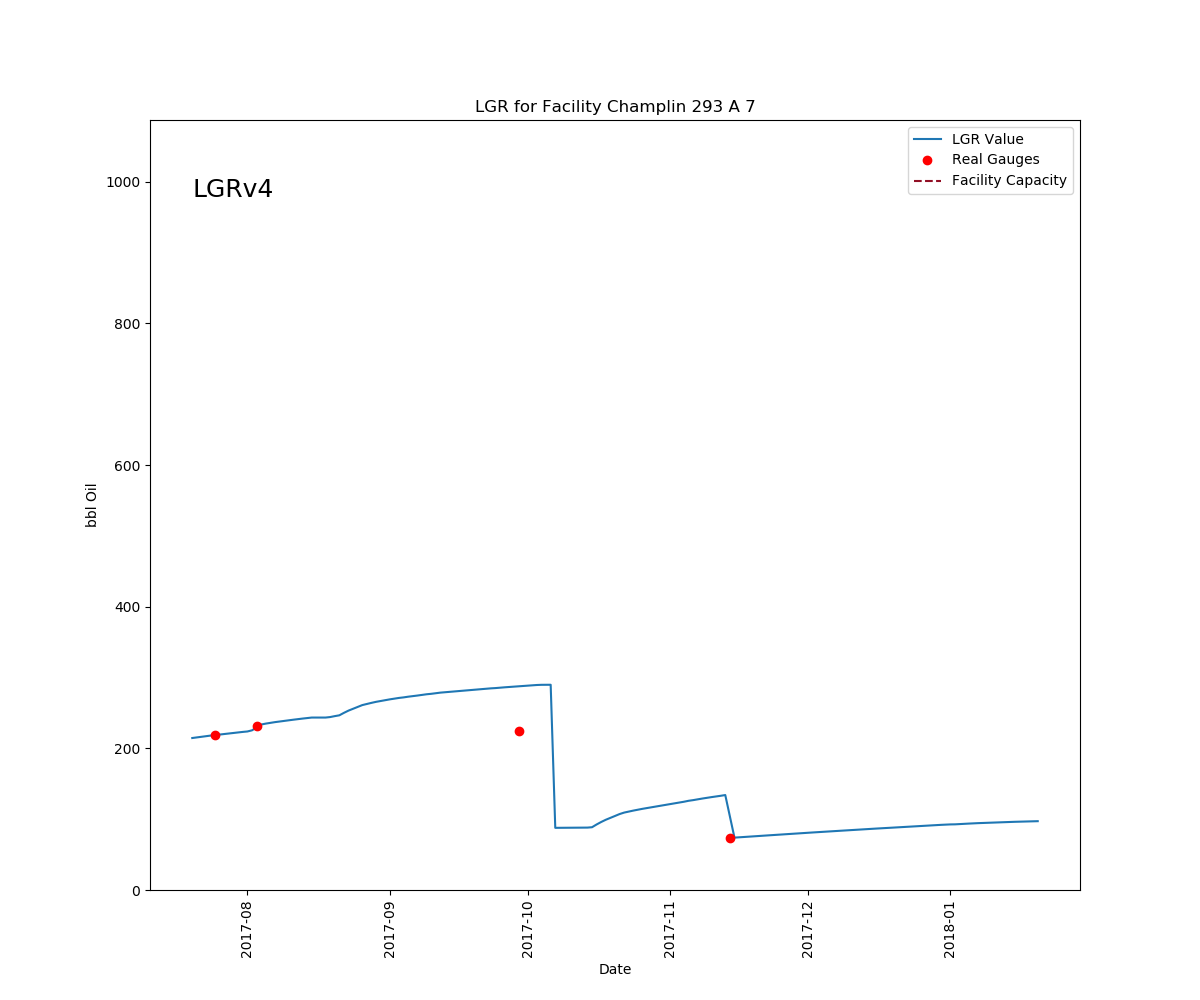 LGR for Facility Champlin 293 A 7
LGRv4
LGR Value
Real Gauges
Facility Capacity
1000
800
600
400
200
0
bbl Oil
2017-08
2017-09
2017-10
2017-11
2017-12
2018-01
Date